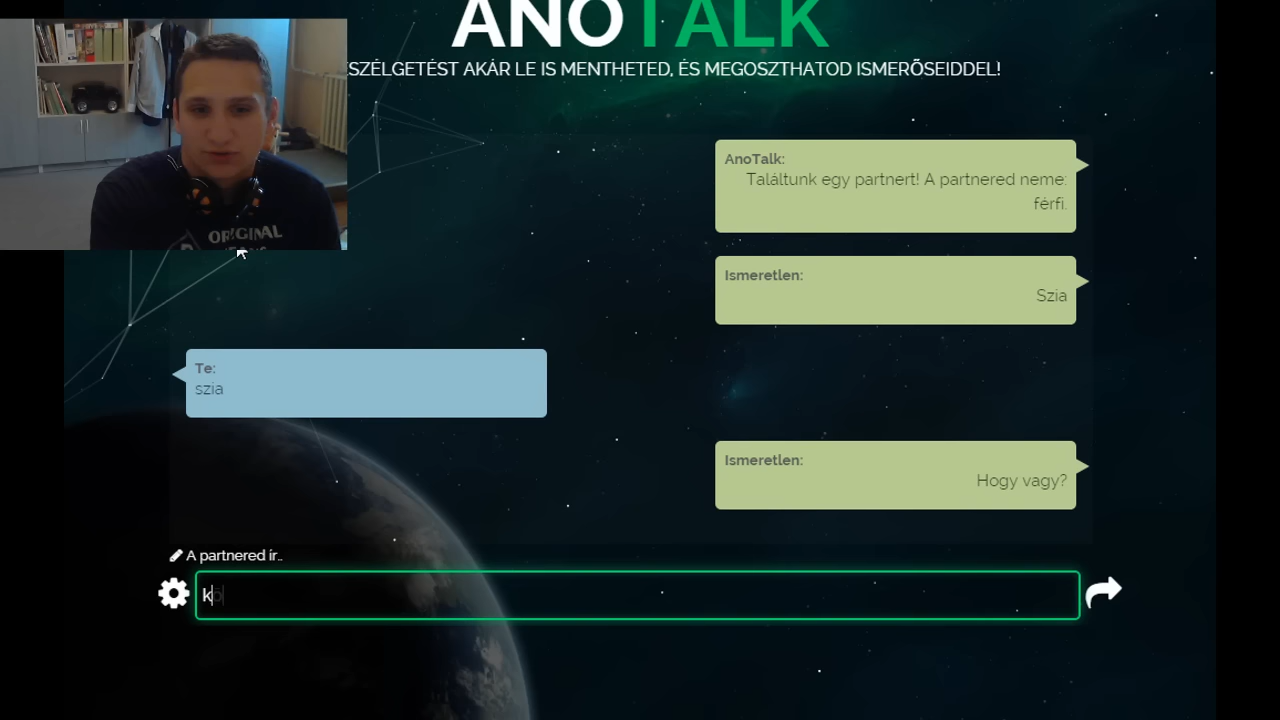 ANOTALK
SZÉLGETÉST AKÁR LE IS MENTHETED, ÉS MEGOSZTHATOD ISMERŐSEIDDEL!
AnoTalk:
Találtunk egy partnert! A partnered neme:
férfi.
Ismeretlen:
Szia
Te:
szia
Ismeretlen:
Hogy vagy?
A partnered ír..
k
ORIGINAL